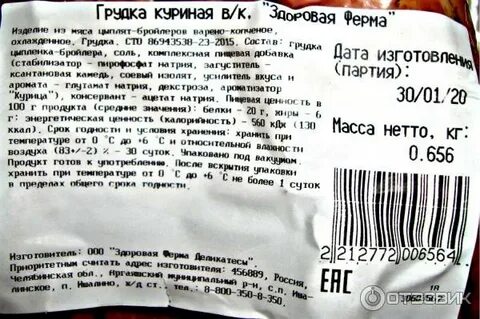 Грудка куриная в/к. "Здоровая Ферма"
Изделие из мяса цыплят-бройлеров варено-копченое,
охлажденное. Грудка, СТО 86943538-23-2015. Состав: грудка
цыпленка-бройлера, соль, комплексная пищевая добавка
(стабилизатор - пирофосфат натрия, загуститель -
ксантановая камедь, соевый изолят, усилитель вкуса и
аромата - глутамат натрия, декстроза, ароматизатор
"Курица"), консервант - ацетат натрия. Пищевая ценность в
100 г продукта (средние значения): белки - 20 г, жиры -
6 г; энергетическая ценность (калорийность) - 560 кДж (130
ккал). Срок годности и условия хранения: хранить при
температуре от 0 °С до +6 °С и относительной влажности
воздуха (83+-2) % - 30 суток. Упаковано под вакуумом.
Продукт готов к употреблению. После вскрытия упаковки
хранить при температуре от 0 °С до +6 °С не более 1 суток
в пределах общего срока годности.
Дата изготовления
(партия):
30/01/20
Масса нетто, кг:
0.656
2 212772 006564
Изготовитель: ООО "Здоровая Ферма Деликатесы".
Приоритетным считать адрес изготовителя: 456889, Россия,
Челябинская обл., Аргаяшский муниципальный р-н, с.п. Иша-
линское, п. Ишалино, ж/д ст., тел.: 8-800-350-8-350.
EAC
ОТЗОВИК